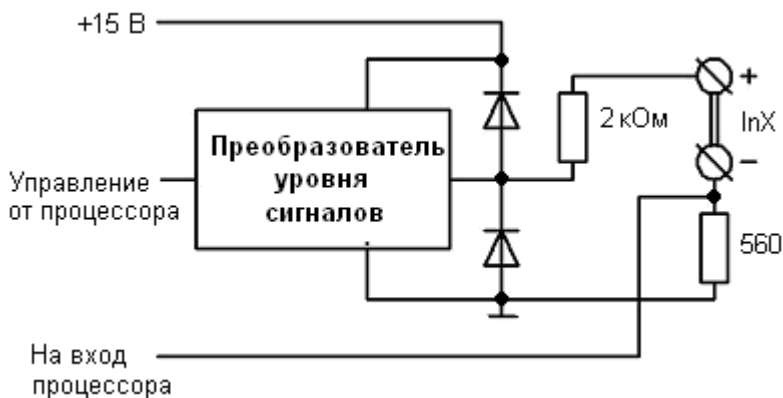 +15 В
+
2 кОм
InX
Преобразователь
уровня
сигналов
–
Управление
от процессора
560
На вход
процессора